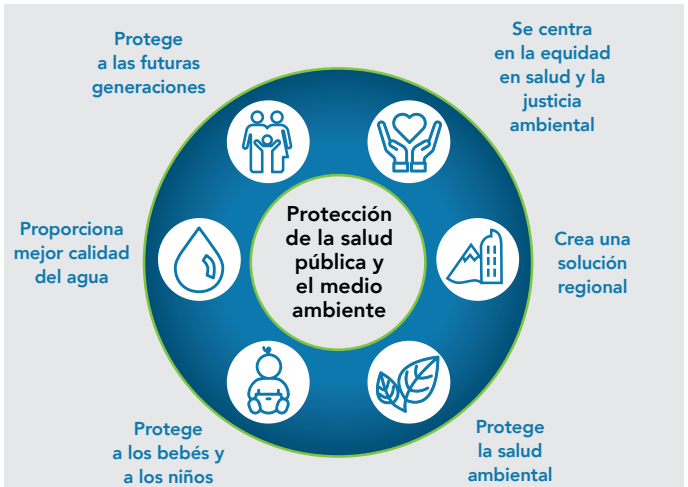 Protege
a las futuras
generaciones
Se centra
en la equidad
en salud y la
justicia
ambiental
Proporciona
mejor calidad
del agua
Protección
de la salud
pública y
el medio
ambiente
Crea una
solución
regional
Protege
a los bebés y
a los niños
Protege
la salud
ambiental